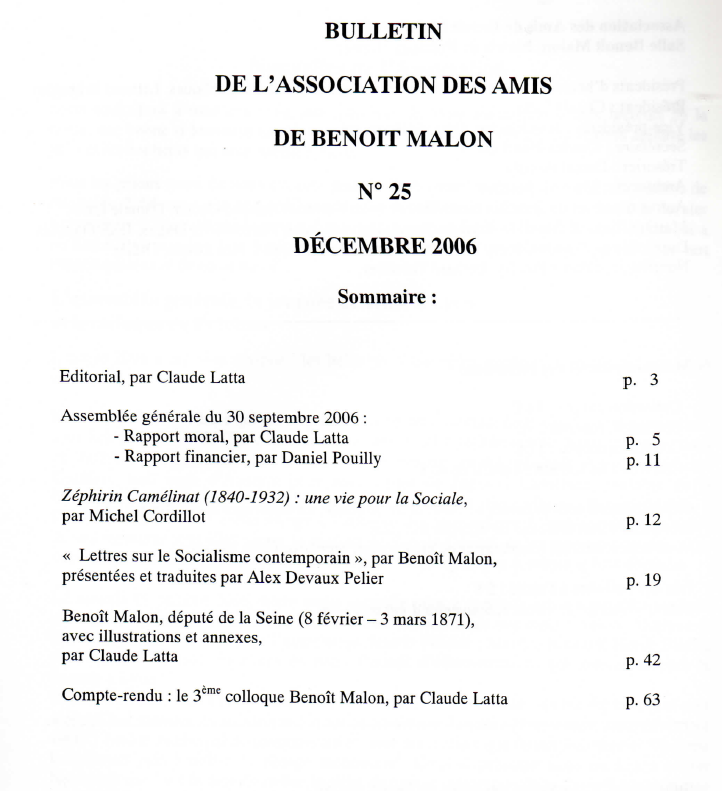 BULLETIN
DE L'ASSOCIATION DES AMIS
DE BENOIT MALON
N° 25
DÉCEMBRE 2006
Sommaire :
Editorial, par Claude Latta p. 3
Assemblée générale du 30 septembre 2006 :
- Rapport moral, par Claude Latta p. 5
- Rapport financier, par Daniel Pouilly p. 11
Zéphirin Camélinat (1840-1932) : une vie pour la Sociale,
par Michel Cordillot p. 12
« Lettres sur le Socialisme contemporain », par Benoît Malon,
présentées et traduites par Alex Devaux Pelier p. 19
Benoît Malon, député de la Seine (8 février – 3 mars 1871),
avec illustrations et annexes,
par Claude Latta p. 42
Compte-rendu : le 3ème colloque Benoît Malon, par Claude Latta p. 63